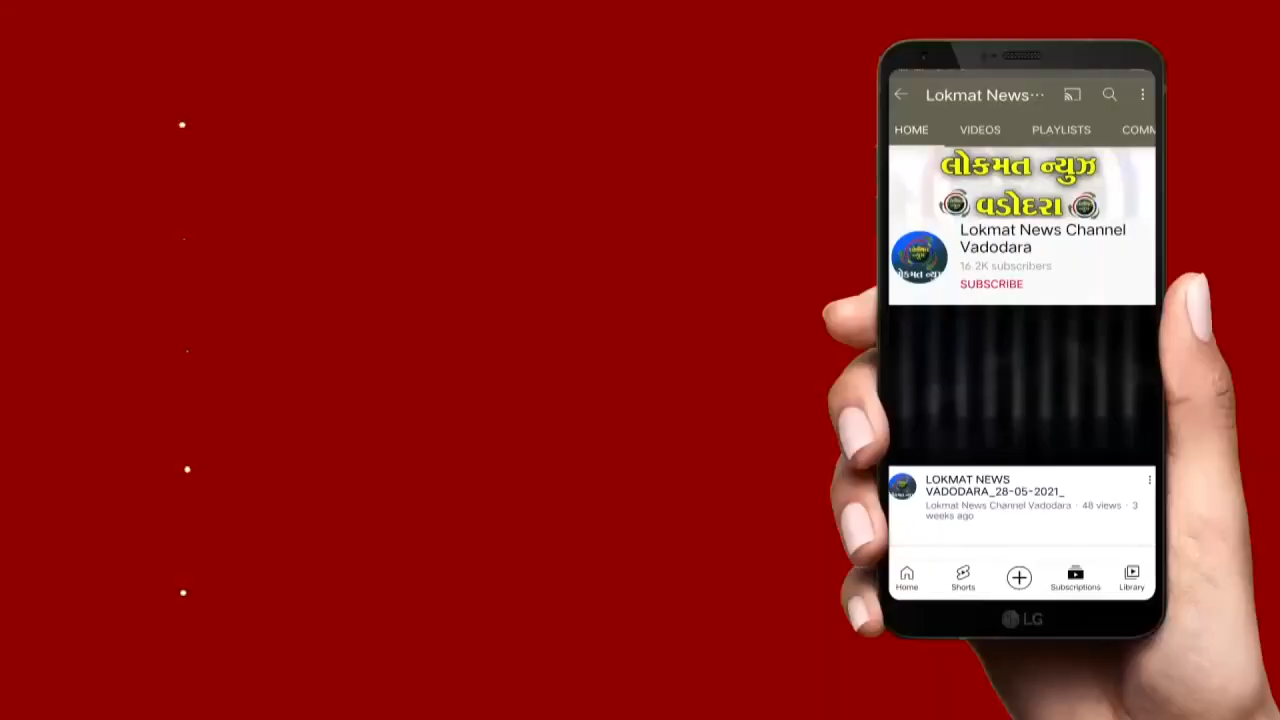 Lokmat News···
HOME VIDEOS PLAYLISTS COMM
લોકમત ન્યુઝ
વડોદરા
Lokmat News Channel
Vadodara
16.2K subscribers
SUBSCRIBE
LOKMAT NEWS
VADODARA_28-05-2021_
Lokmat News Channel Vadodara · 48 views · 3
weeks ago
Home Shorts Subscriptions Library
LG